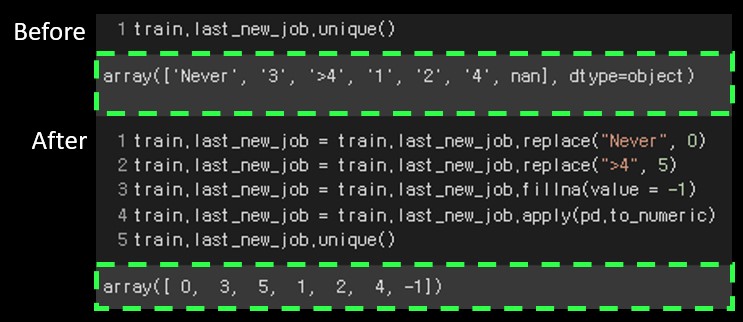 Before
1 train.last_new_job.unique()
array(['Never', '3', '>4', '1', '2', '4', nan], dtype=object)
After
1 train.last_new_job = train.last_new_job.replace("Never", 0)
2 train.last_new_job = train.last_new_job.replace(">4", 5)
3 train.last_new_job = train.last_new_job.fillna(value = -1)
4 train.last_new_job = train.last_new_job.apply(pd.to_numeric)
5 train.last_new_job.unique()
array([ 0,  3,  5,  1,  2,  4, -1])